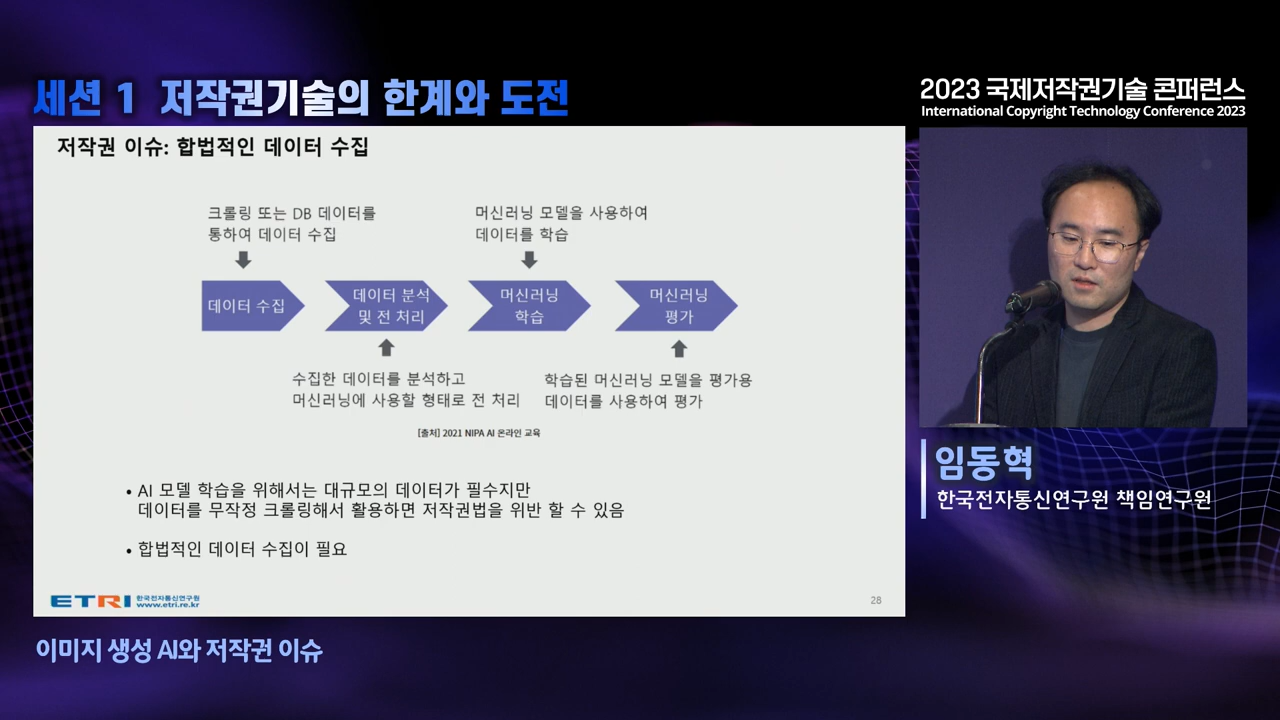 세션 1 저작권기술의 한계와 도전
2023 국제저작권기술 콘퍼런스
International Copyright Technology Conference 2023
저작권 이슈: 합법적인 데이터 수집
크롤링 또는 DB 데이터를
통하여 데이터 수집
머신러닝 모델을 사용하여
데이터를 학습
데이터 수집
데이터 분석
및 전 처리
머신러닝
학습
머신러닝
평가
수집한 데이터를 분석하고
머신러닝에 사용할 형태로 전 처리
학습된 머신러닝 모델을 평가용
데이터를 사용하여 평가
[출처] 2021 NIPA AI 온라인 교육
• AI 모델 학습을 위해서는 대규모의 데이터가 필수지만
데이터를 무작정 크롤링해서 활용하면 저작권법을 위반 할 수 있음
• 합법적인 데이터 수집이 필요
ETRI 한국전자통신연구원
www.etri.re.kr
28
임동혁
한국전자통신연구원 책임연구원
이미지 생성 AI와 저작권 이슈